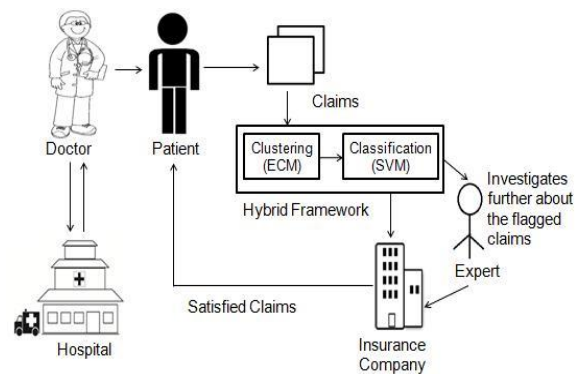 Claims
Doctor
Patient
Clustering
(ECM)
Classification
(SVM)
Hybrid Framework
Investigates
further about
the flagged
claims
Expert
Satisfied Claims
Hospital
Insurance
Company